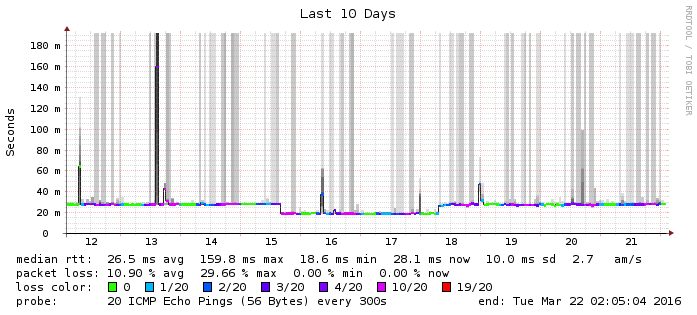 Last 10 Days
RRDTOOL / TOBI OETIKER
Seconds
180 m
160 m
140 m
120 m
100 m
80 m
60 m
40 m
20 m
0
12 13 14 15 16 17 18 19 20 21
median rtt: 26.5 ms avg 159.8 ms max 18.6 ms min 28.1 ms now 10.0 ms sd 2.7 am/s
packet loss: 10.90 % avg 29.66 % max 0.00 % min 0.00 % now
loss color: 0 1/20 2/20 3/20 4/20 10/20 19/20
probe: 20 ICMP Echo Pings (56 Bytes) every 300s end: Tue Mar 22 02:05:04 2016